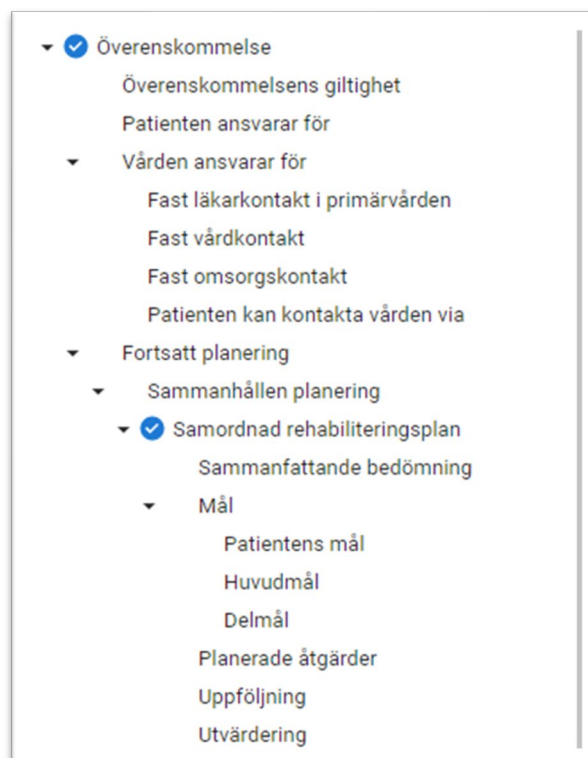 Överenskommelse
Överenskommelsens giltighet
Patienten ansvarar för
Vården ansvarar för
Fast läkarkontakt i primärvården
Fast vårdkontakt
Fast omsorgskontakt
Patienten kan kontakta vården via
Fortsatt planering
Sammanhållen planering
Samordnad rehabiliteringsplan
Sammanfattande bedömning
Mål
Patientens mål
Huvudmål
Delmål
Planerade åtgärder
Uppföljning
Utvärdering